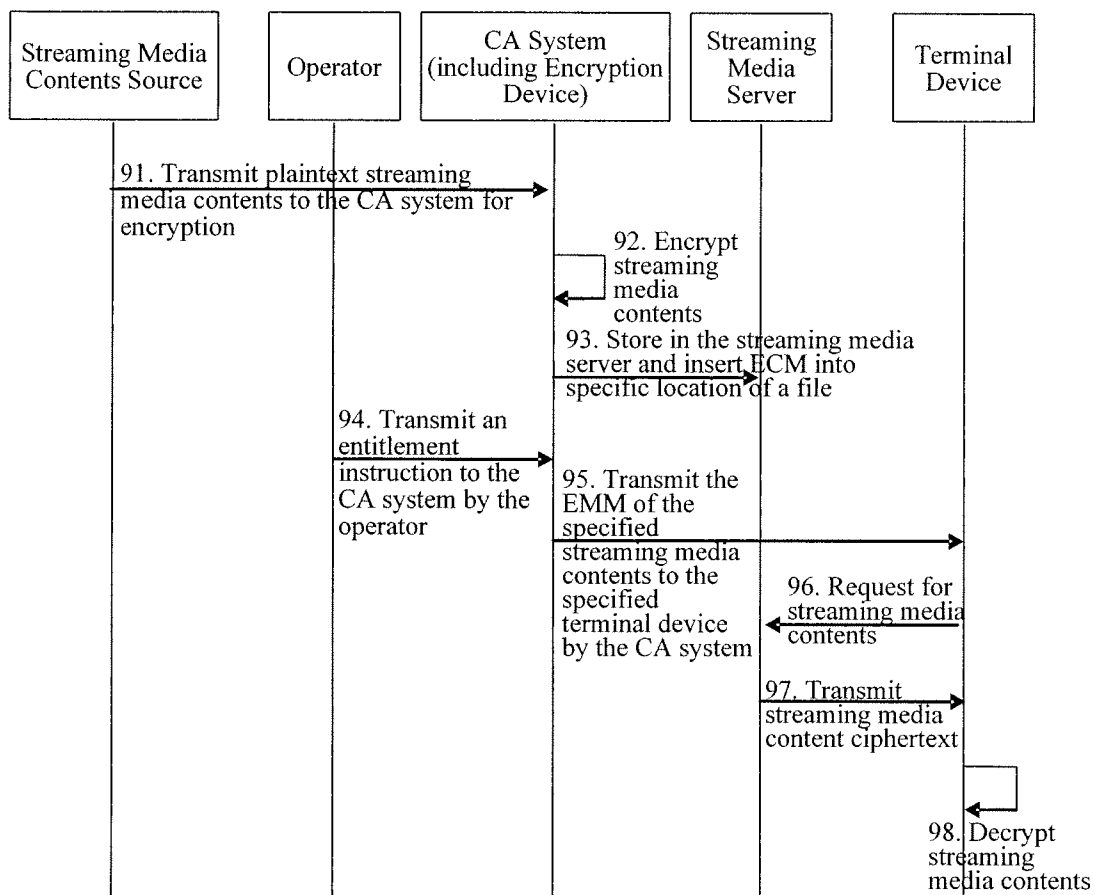 Streaming Media
Contents Source
Operator
CA System
(including Encryption
Device)
Streaming
Media
Server
Terminal
Device
91. Transmit plaintext streaming
media contents to the CA system for
encryption
92. Encrypt
streaming
media
contents
93. Store in the streaming media
server and insert ECM into
specific location of a file
94. Transmit an
entitlement
instruction to the
CA system by the
operator
95. Transmit the
EMM of the
specified
streaming media
contents to the
specified
terminal device
by the CA system
96. Request for
streaming media
contents
97. Transmit
streaming media
content ciphertext
98. Decrypt
streaming
media contents